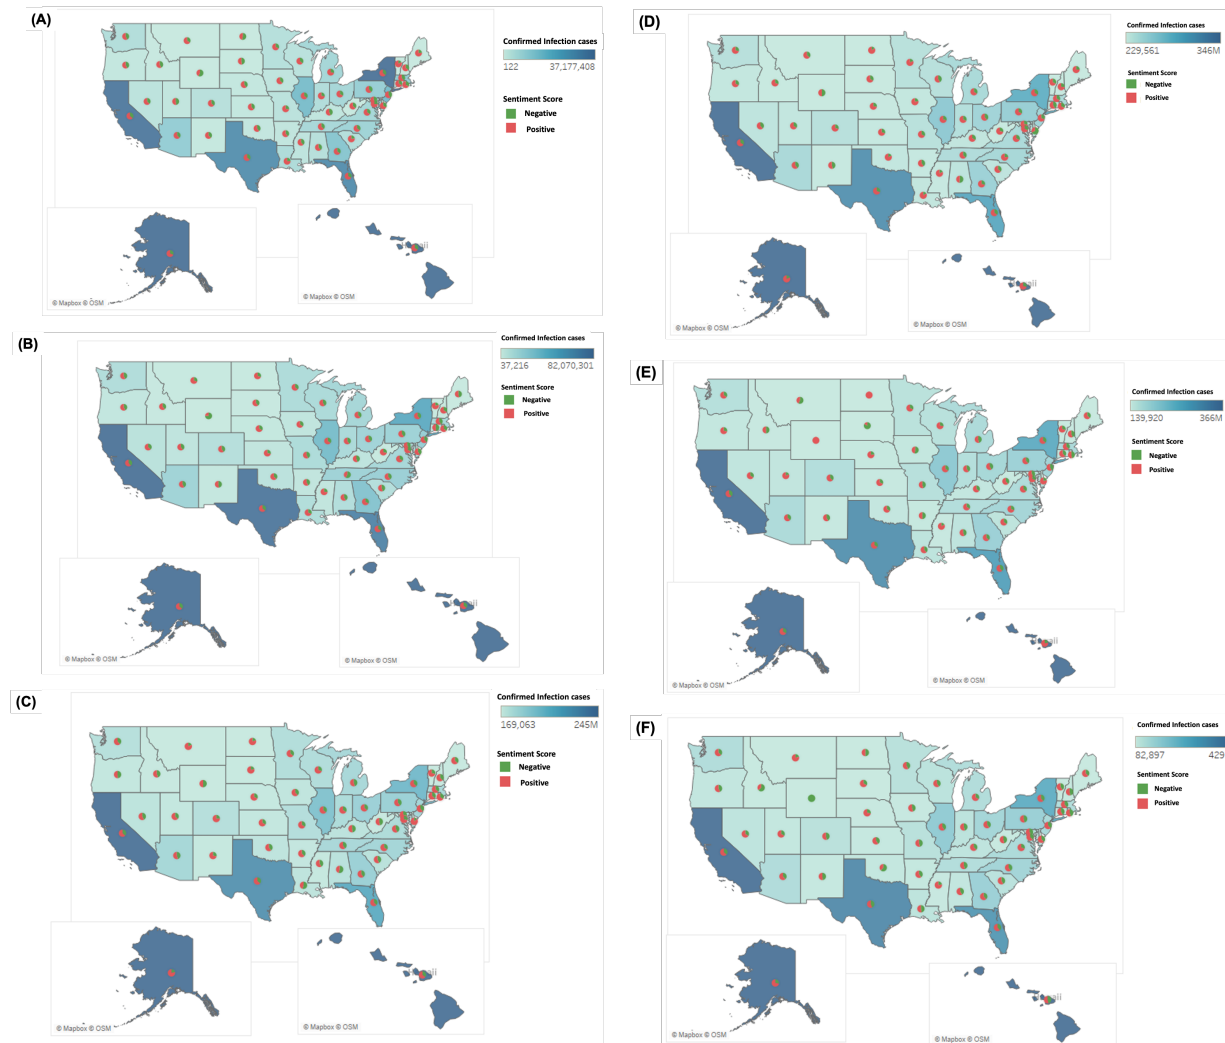 (A)
Confirmed Infection cases
122 37,177,408
Sentiment Score
Negative
Positive
© Mapbox © OSM
© Mapbox © OSM
(B)
Confirmed Infection cases
37,216 82,070,301
Sentiment Score
Negative
Positive
© Mapbox © OSM
© Mapbox © OSM
(C)
Confirmed Infection cases
169,063 245M
Sentiment Score
Negative
Positive
© Mapbox © OSM
© Mapbox © OSM
(D)
Confirmed Infection cases
229,561 346M
Sentiment Score
Negative
Positive
© Mapbox © OSM
© Mapbox © OSM
(E)
Confirmed Infection cases
139,920 366M
Sentiment Score
Negative
Positive
© Mapbox © OSM
© Mapbox © OSM
(F)
Confirmed Infection cases
82,897 429
Sentiment Score
Negative
Positive
© Mapbox © OSM
© Mapbox © OSM